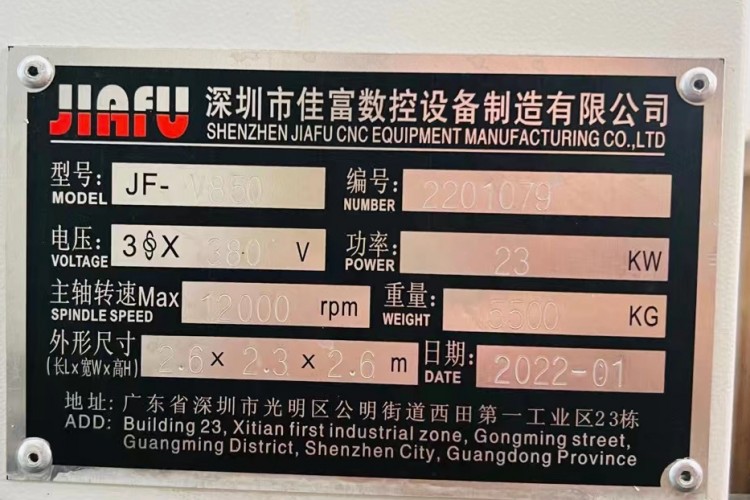 JIAFU 深圳市佳富数控设备制造有限公司
SHENZHEN JIAFU CNC EQUIPMENT MANUFACTURING CO.,LTD
型号: MODEL JF- V850 编号: NUMBER 2201079
电压: VOLTAGE 3∮X 380 V 功率: POWER 23 KW
主轴转速Max SPINDLE SPEED 12000 rpm 重量: WEIGHT 5500 KG
外形尺寸 (长L×宽W×高H) 2.6 × 2.3 × 2.6 m 日期: DATE 2022-01
地址: 广东省深圳市光明区公明街道西田第一工业区23栋
ADD: Building 23, Xitian first industrial zone, Gongming street,
Guangming District, Shenzhen City, Guangdong Province